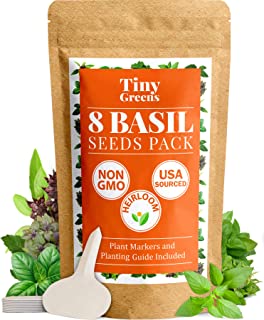 Tiny
Greens
8 BASIL
SEEDS PACK
NON
GMO
USA
SOURCED
HEIRLOOM
Plant Markers and
Planting Guide Included